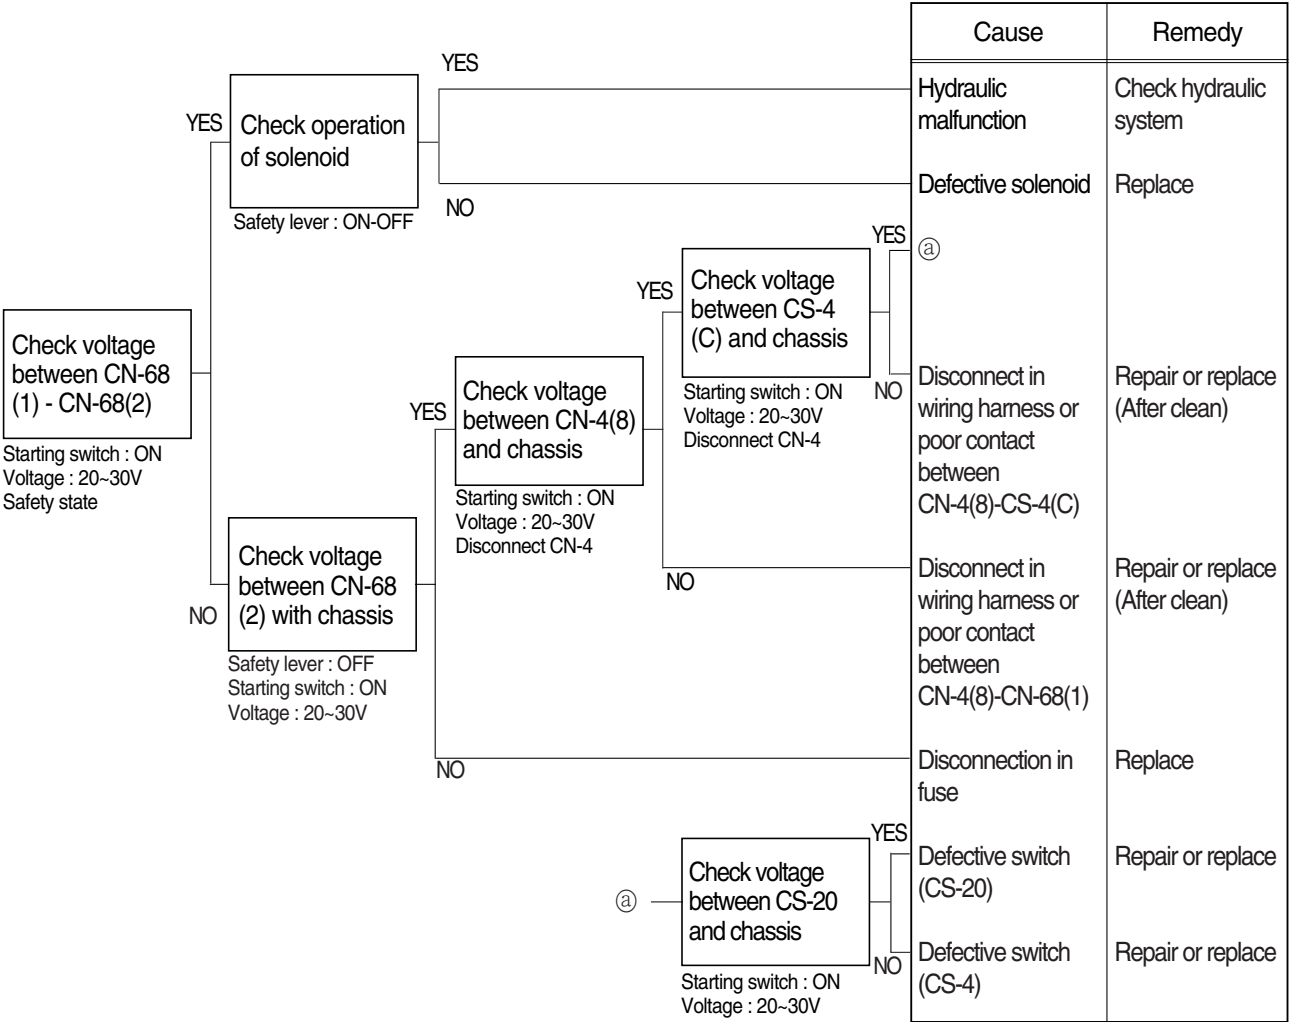 Cause
Remedy
YES
Hydraulic
malfunction
Check hydraulic
system
YES
Check operation
of solenoid
Defective solenoid
Replace
NO
Safety lever : ON-OFF
YES
ⓐ
YES
Check voltage
between CS-4
(C) and chassis
Check voltage
between CN-68
(1) - CN-68(2)
Starting switch : ON
Voltage : 20~30V
Safety state
Starting switch : ON
Voltage : 20~30V
Disconnect CN-4
NO
Disconnect in
wiring harness or
poor contact
between
CN-4(8)-CS-4(C)
Repair or replace
(After clean)
YES
Check voltage
between CN-4(8)
and chassis
Starting switch : ON
Voltage : 20~30V
Disconnect CN-4
NO
Check voltage
between CN-68
(2) with chassis
Safety lever : OFF
Starting switch : ON
Voltage : 20~30V
NO
Disconnect in
wiring harness or
poor contact
between
CN-4(8)-CN-68(1)
Repair or replace
(After clean)
NO
Disconnection in
fuse
Replace
ⓐ
Check voltage
between CS-20
and chassis
Starting switch : ON
Voltage : 20~30V
YES
Defective switch
(CS-20)
Repair or replace
NO
Defective switch
(CS-4)
Repair or replace